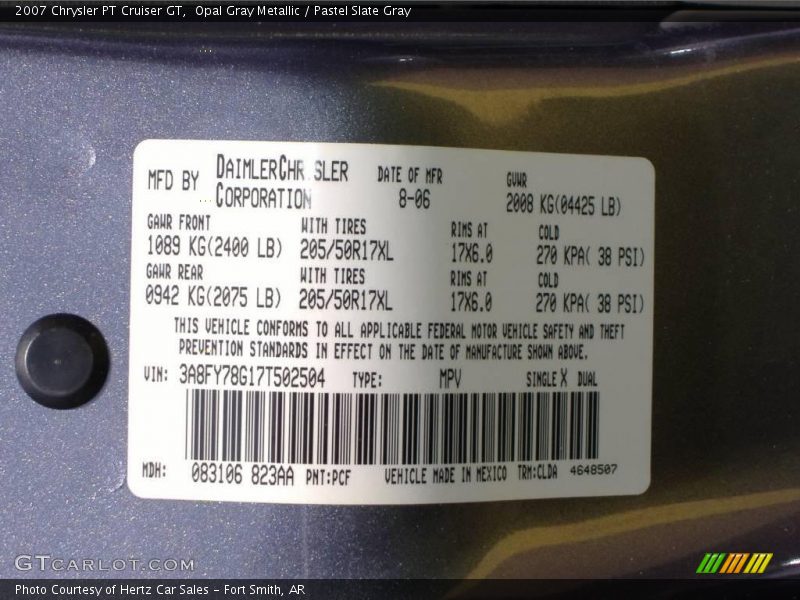 2007 Chrysler PT Cruiser GT,  Opal Gray Metallic / Pastel Slate Gray
MFD BY DAIMLERCHR SLER CORPORATION DATE OF MFR 8-06 GVWR 2008 KG(04425 LB)
GAWR FRONT WITH TIRES RIMS AT COLD
1089 KG(2400 LB) 205/50R17XL 17X6.0 270 KPA( 38 PSI)
GAWR REAR WITH TIRES RIMS AT COLD
0942 KG(2075 LB) 205/50R17XL 17X6.0 270 KPA( 38 PSI)
THIS VEHICLE CONFORMS TO ALL APPLICABLE FEDERAL MOTOR VEHICLE SAFETY AND THEFT
PREVENTION STANDARDS IN EFFECT ON THE DATE OF MANUFACTURE SHOWN ABOVE.
VIN: 3A8FY78G17T502504 TYPE: MPV SINGLE X DUAL
MDH: 083106 823AA PNT:PCF VEHICLE MADE IN MEXICO TRM:CLDA 4648507
GTCARLOT.COM
Photo Courtesy of Hertz Car Sales – Fort Smith, AR